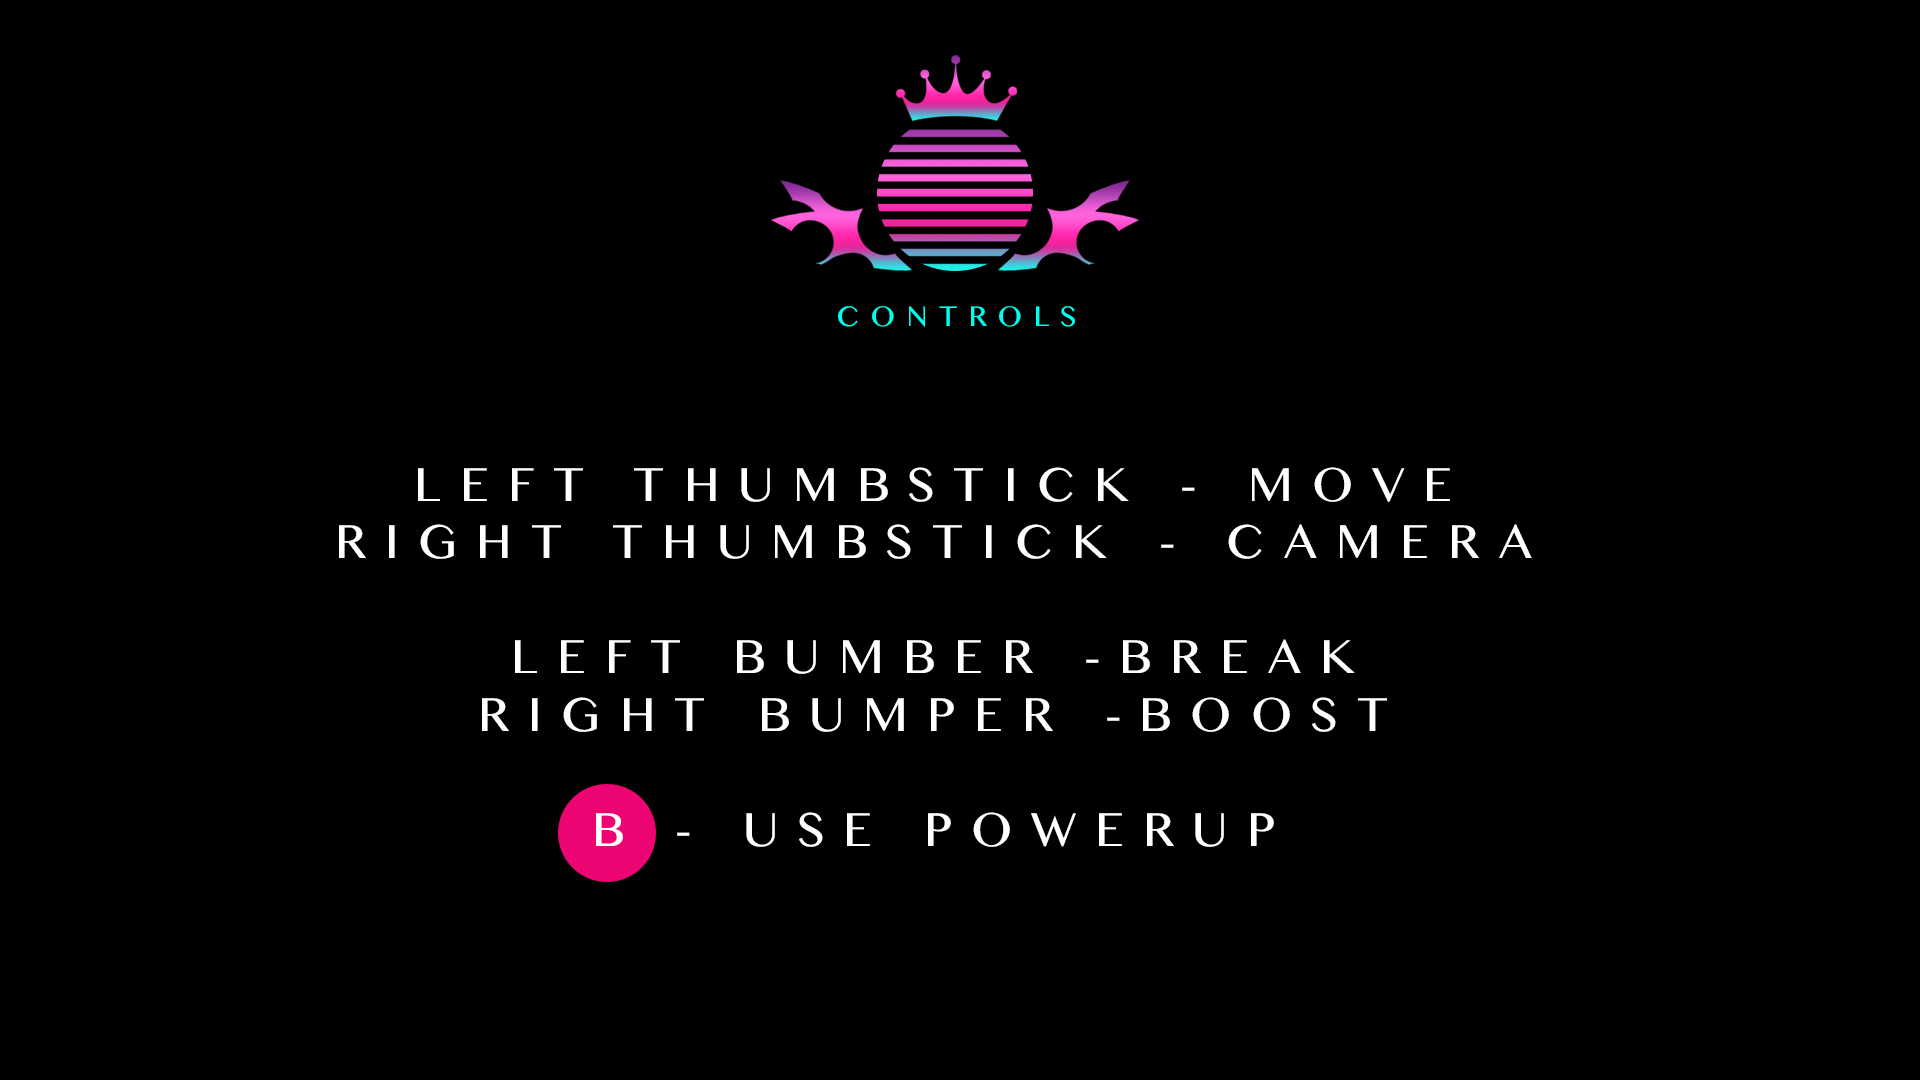 CONTROLS
LEFT THUMBSTICK - MOVE
RIGHT THUMBSTICK - CAMERA
LEFT BUMBER -BREAK
RIGHT BUMPER -BOOST
B - USE POWERUP